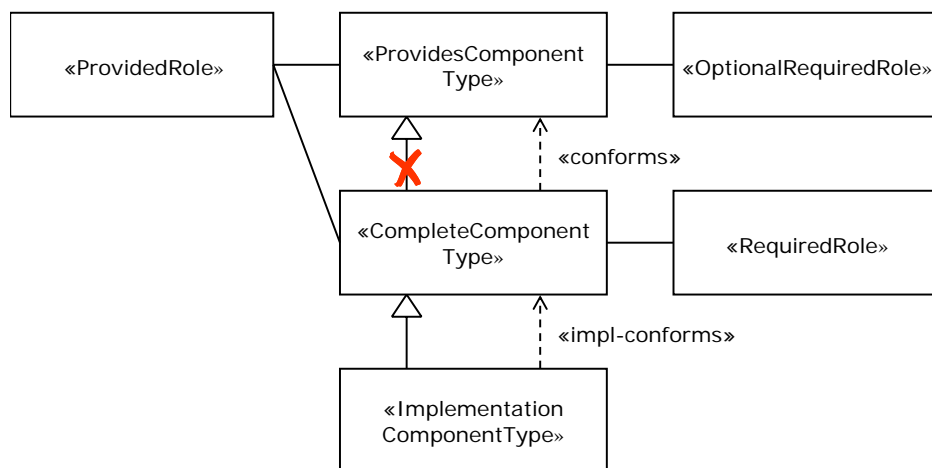 «ProvidedRole»
«ProvidesComponent
Type»
«OptionalRequiredRole»
«conforms»
«CompleteComponent
Type»
«RequiredRole»
«impl-conforms»
«Implementation
ComponentType»